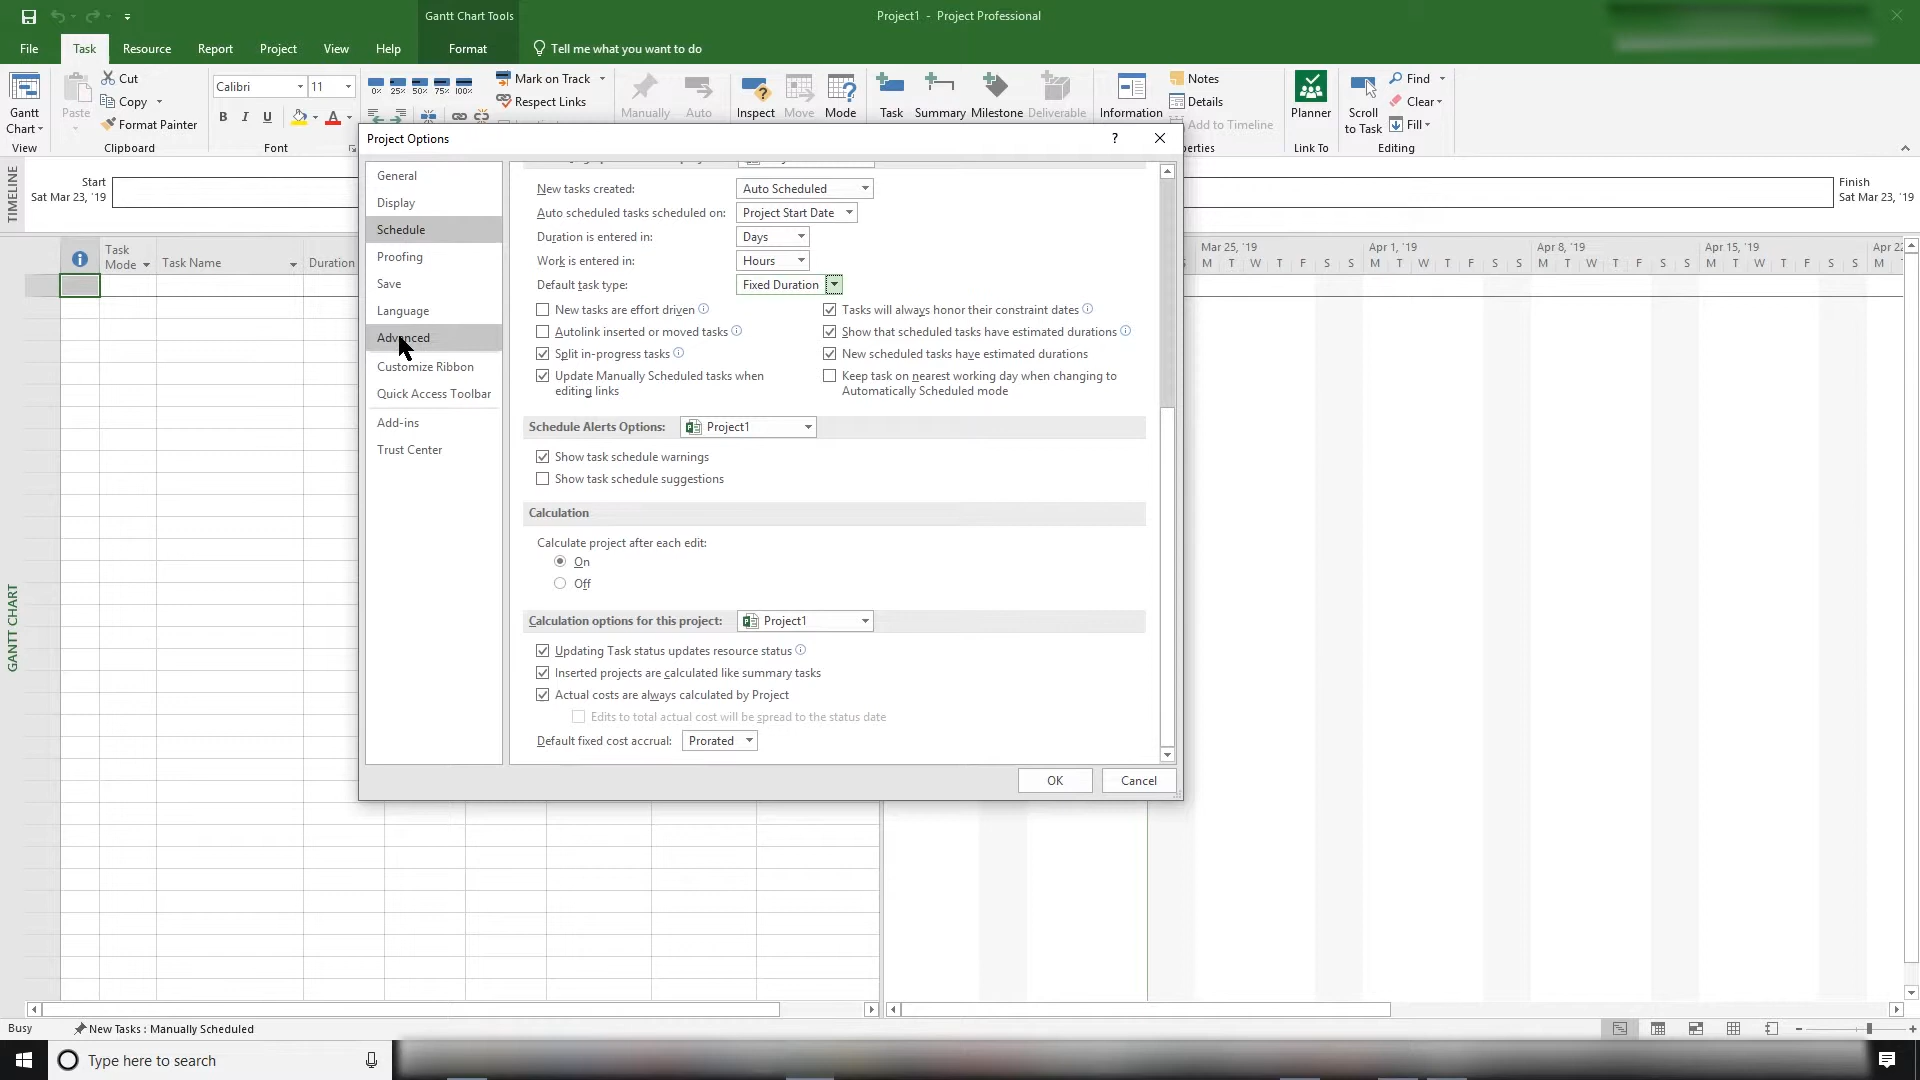 Gantt Chart Tools
Project1 - Project Professional
File Task Resource Report Project View Help Format Tell me what you want to do
Gantt Chart
View
Paste
Cut
Copy
Format Painter
Clipboard
Calibri 11
B I U A
Font
0% 25% 50% 75% 100%
Mark on Track
Respect Links
Manually
Auto
Inspect
Move
Mode
Task
Summary
Milestone
Deliverable
Information
Notes
Details
Add to Timeline
Planner
Link To
Scroll to Task
Find
Clear
Fill
Editing
TIMELINE
Start
Sat Mar 23, '19
Finish
Sat Mar 23, '19
Task Mode
Task Name
Duration
Mar 25, '19 Apr 1, '19 Apr 8, '19 Apr 15, '19
M T W T F S S M T W T F S S M T W T F S S M T W T F S S M
GANTT CHART
Project Options
?
General
Display
Schedule
Proofing
Save
Language
Advanced
Customize Ribbon
Quick Access Toolbar
Add-ins
Trust Center
New tasks created: Auto Scheduled
Auto scheduled tasks scheduled on: Project Start Date
Duration is entered in: Days
Work is entered in: Hours
Default task type: Fixed Duration
New tasks are effort driven
Autolink inserted or moved tasks
Split in-progress tasks
Update Manually Scheduled tasks when
editing links
Tasks will always honor their constraint dates
Show that scheduled tasks have estimated durations
New scheduled tasks have estimated durations
Keep task on nearest working day when changing to
Automatically Scheduled mode
Schedule Alerts Options: Project1
Show task schedule warnings
Show task schedule suggestions
Calculation
Calculate project after each edit:
On
Off
Calculation options for this project: Project1
Updating Task status updates resource status
Inserted projects are calculated like summary tasks
Actual costs are always calculated by Project
Edits to total actual cost will be spread to the status date
Default fixed cost accrual: Prorated
OK Cancel
Busy New Tasks : Manually Scheduled
Type here to search